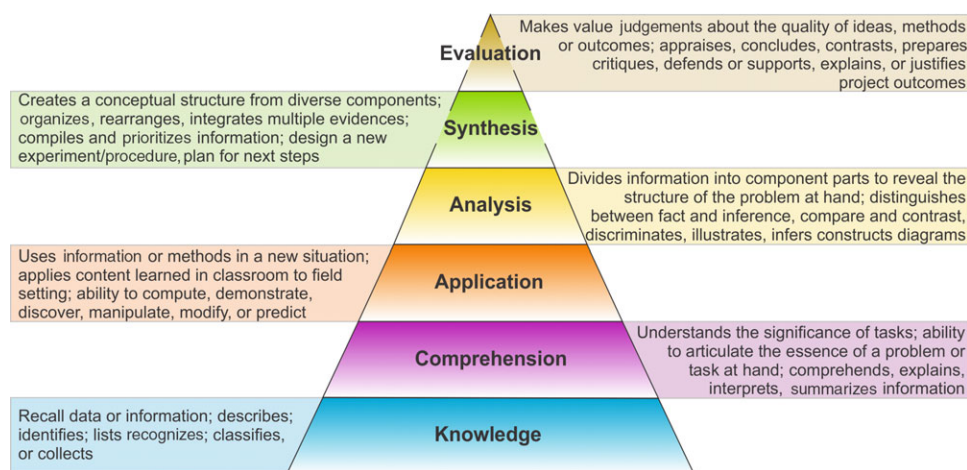 Makes value judgements about the quality of ideas, methods
or outcomes; appraises, concludes, contrasts, prepares
critiques, defends or supports, explains, or justifies
project outcomes
Evaluation
Creates a conceptual structure from diverse components;
organizes, rearranges, integrates multiple evidences;
compiles and prioritizes information; design a new
experiment/procedure, plan for next steps
Synthesis
Divides information into component parts to reveal the
structure of the problem at hand; distinguishes
between fact and inference, compare and contrast,
discriminates, illustrates, infers constructs diagrams
Analysis
Uses information or methods in a new situation;
applies content learned in classroom to field
setting; ability to compute, demonstrate,
discover, manipulate, modify, or predict
Application
Understands the significance of tasks; ability
to articulate the essence of a problem or
task at hand; comprehends, explains,
interprets, summarizes information
Comprehension
Recall data or information; describes;
identifies; lists recognizes; classifies,
or collects
Knowledge